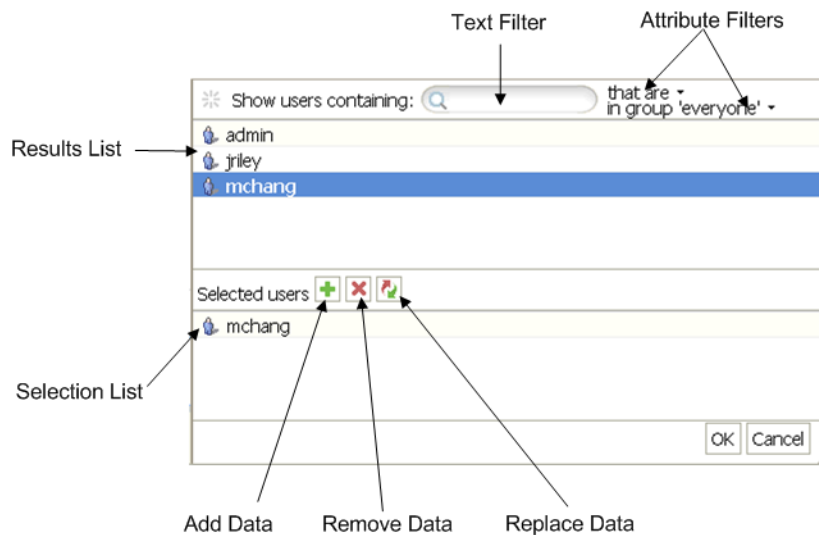 Text Filter
Attribute Filters
Show users containing:
that are
in group 'everyone'
Results List
admin
jriley
mchang
Selected users
mchang
Selection List
OK
Cancel
Add Data
Remove Data
Replace Data